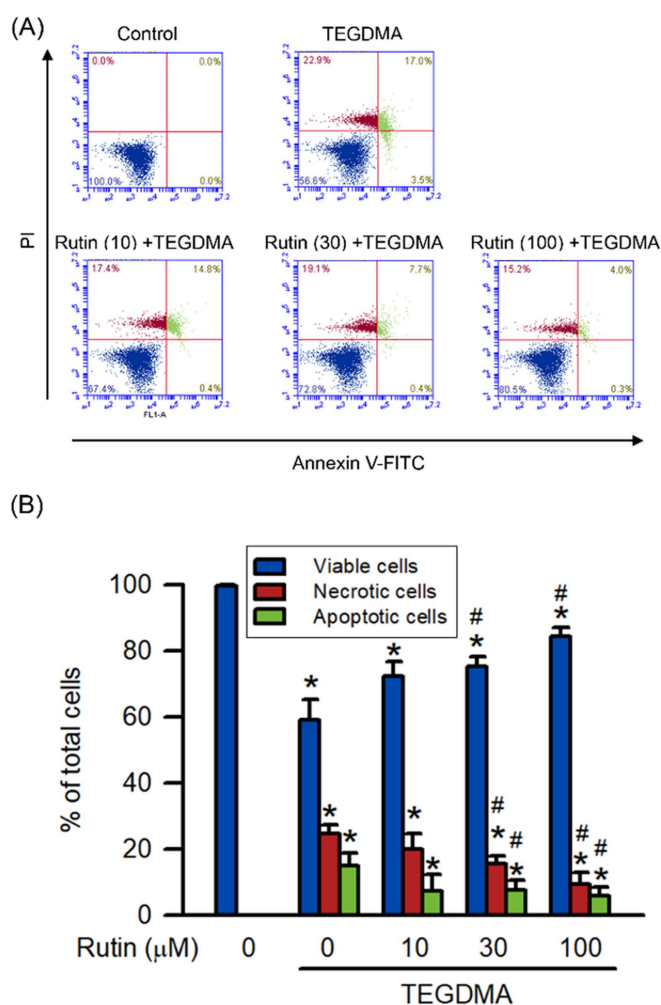 (A)
Control
TEGDMA
0.0%
0.0%
100.0%
0.0%
22.9%
17.0%
56.6%
3.5%
PI
Rutin (10) +TEGDMA
Rutin (30) +TEGDMA
Rutin (100) +TEGDMA
17.4%
14.8%
67.4%
0.4%
FL1-A
19.1%
7.7%
72.8%
0.4%
15.2%
4.0%
80.5%
0.3%
Annexin V-FITC
(B)
Viable cells
Necrotic cells
Apoptotic cells
% of total cells
100
80
60
40
20
0
* * *
* * *
# * # * # *
# * # * # *
Rutin (μM) 0 0 10 30 100
TEGDMA